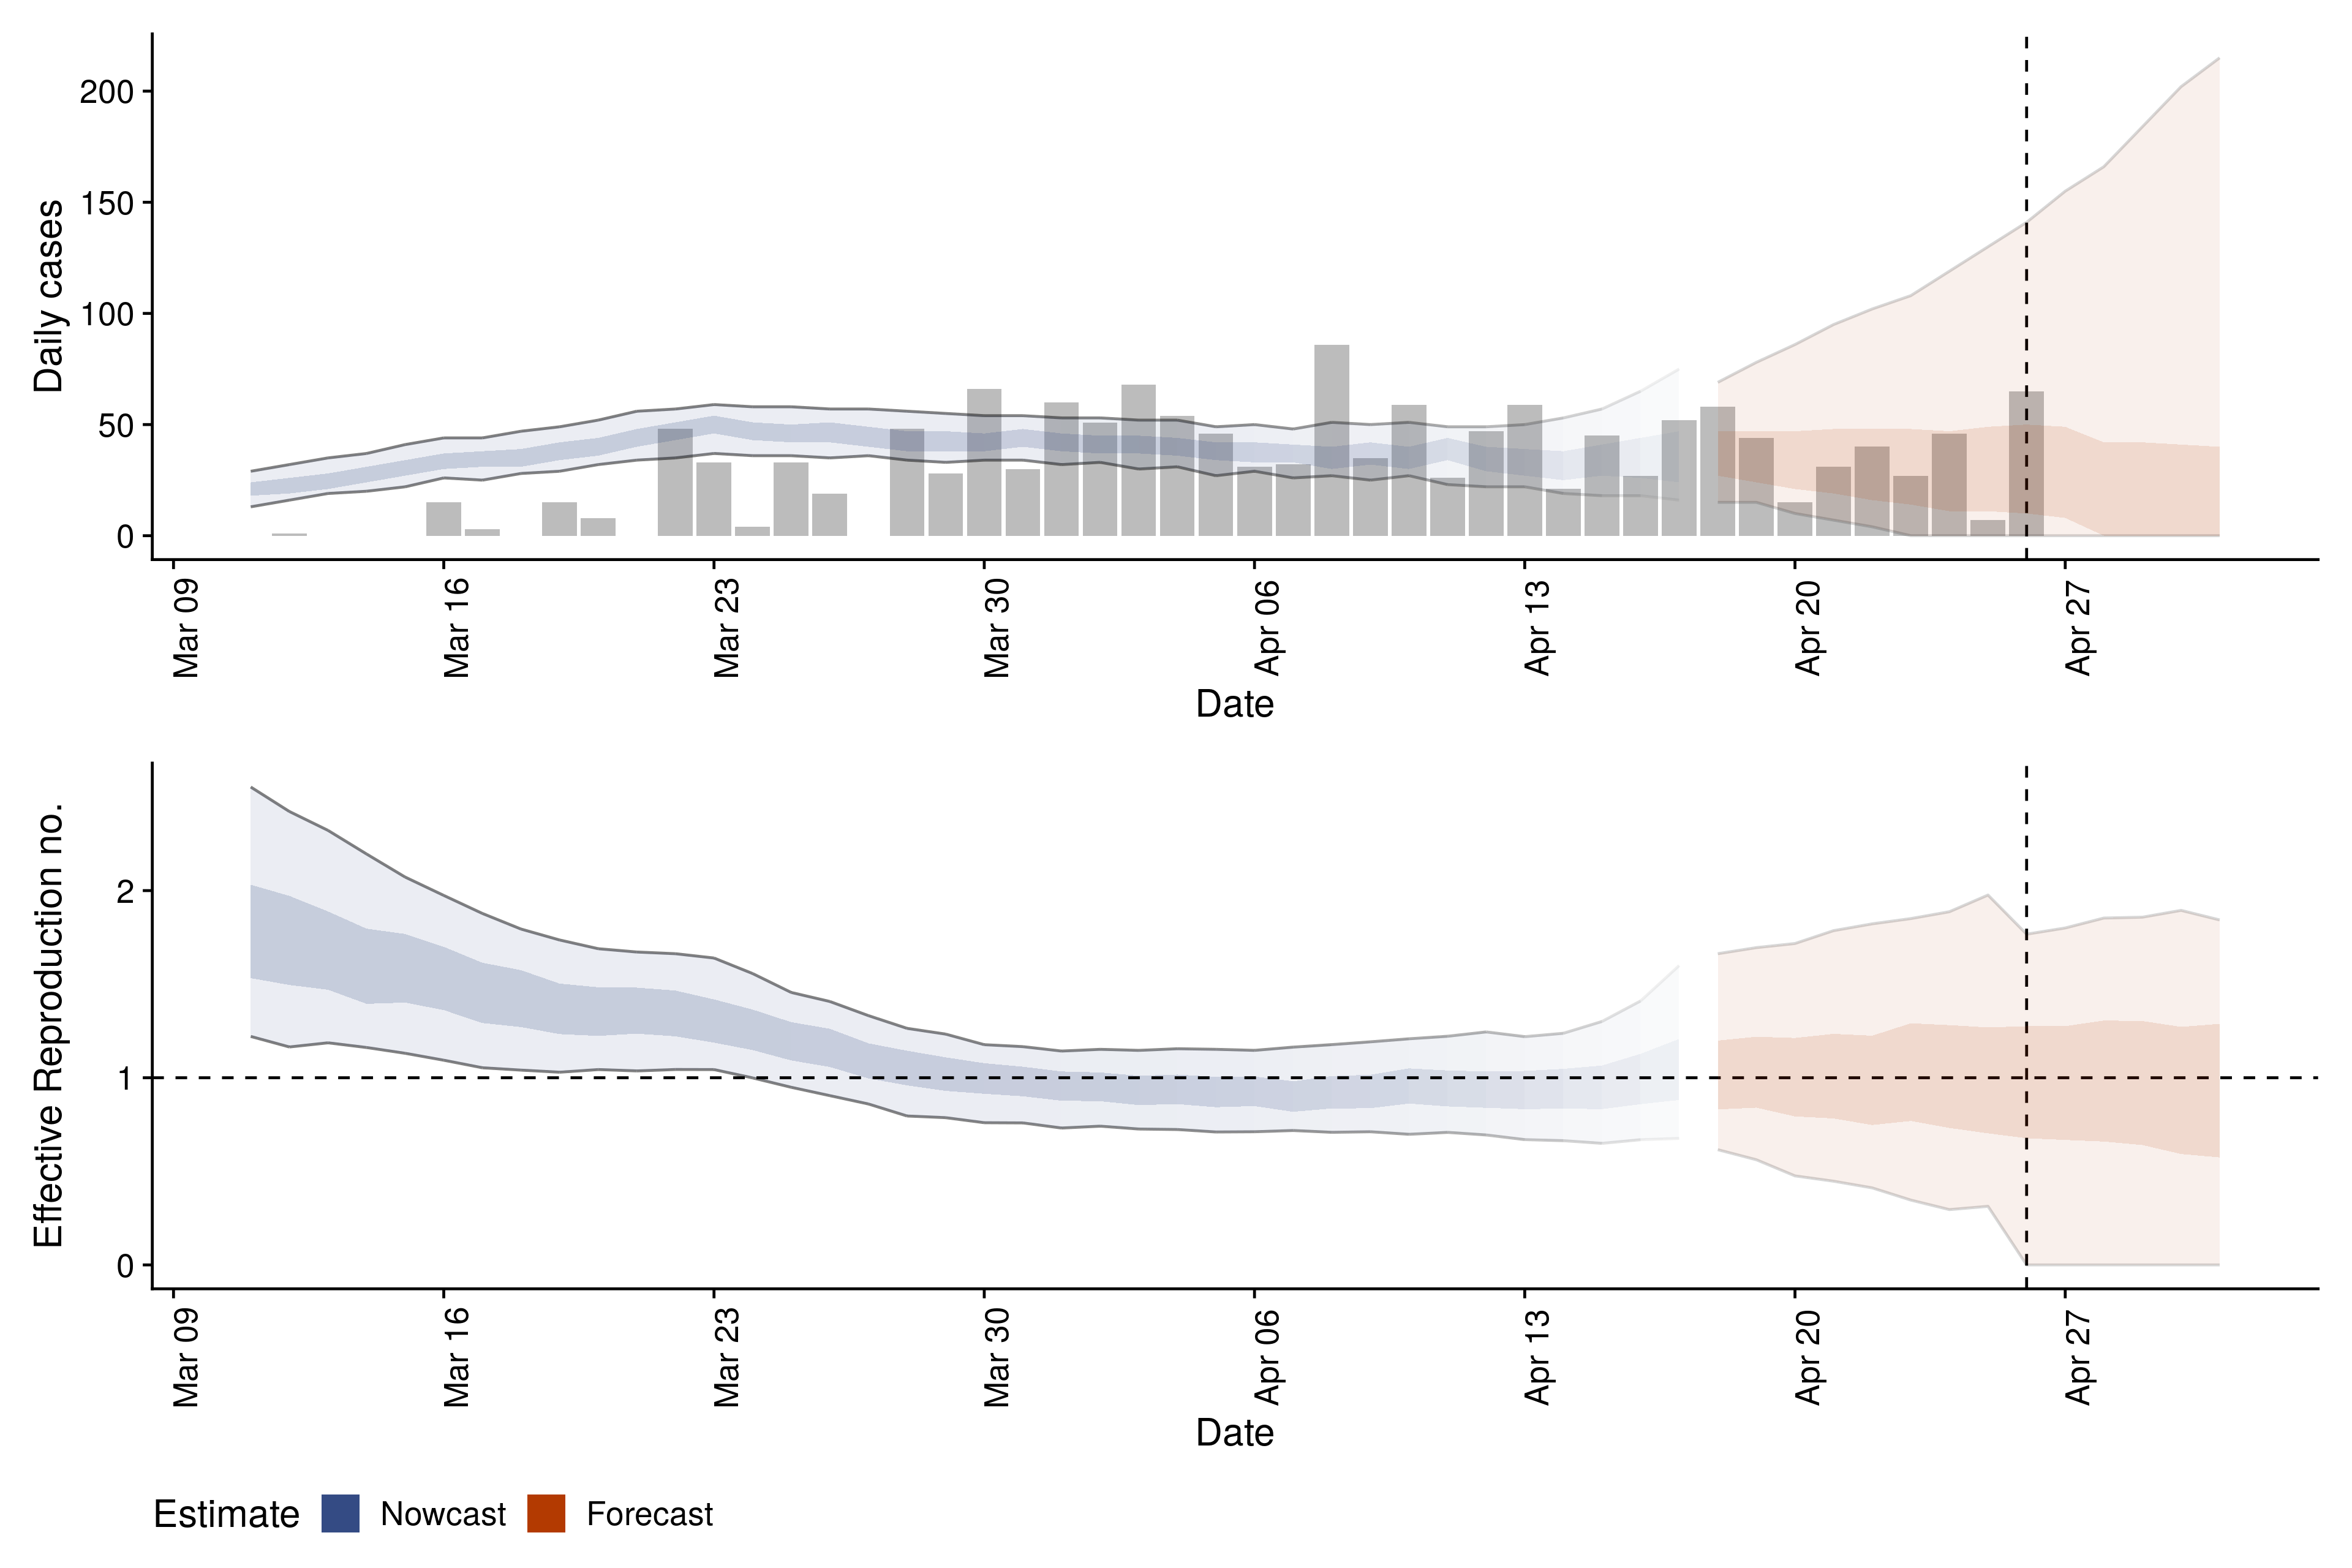 Daily cases
200
150
100
50
0
Mar 09
Mar 16
Mar 23
Mar 30
Apr 06
Apr 13
Apr 20
Apr 27
Date
Effective Reproduction no.
2
1
0
Mar 09
Mar 16
Mar 23
Mar 30
Apr 06
Apr 13
Apr 20
Apr 27
Date
Estimate Nowcast Forecast